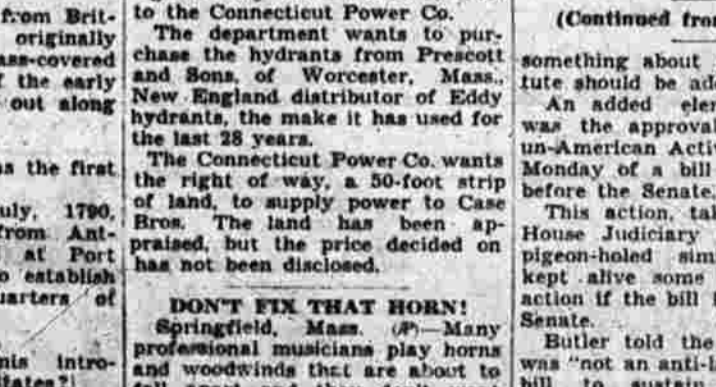 from Brit-
originally
ass-covered
f the early
out along
as the first
uly, 1790,
from Ant-
at Port
o establish
uarters of
nis intro-
States?]
to the Connecticut Power Co.
The department wants to pur-
chase the hydrants from Prescott
and Sons, of Worcester, Mass.,
New England distributor of Eddy
hydrants, the make it has used for
the last 28 years.
The Connecticut Power Co. wants
the right of way, a 50-foot strip
of land, to supply power to Case
Bros. The land has been ap-
praised, but the price decided on
has not been disclosed.
DON'T FIX THAT HORN!
Springfield, Mass. (AP)—Many
professional musicians play horns
and woodwinds that are about to
(Continued from
something about
tute should be ad
An added ele
was the approval
un-American Activ
Monday of a bill
before the Senate.
This action, tak
House Judiciary
pigeon-holed sim
kept alive some
action if the bill
Senate.
Butler told the
was "not an anti-l